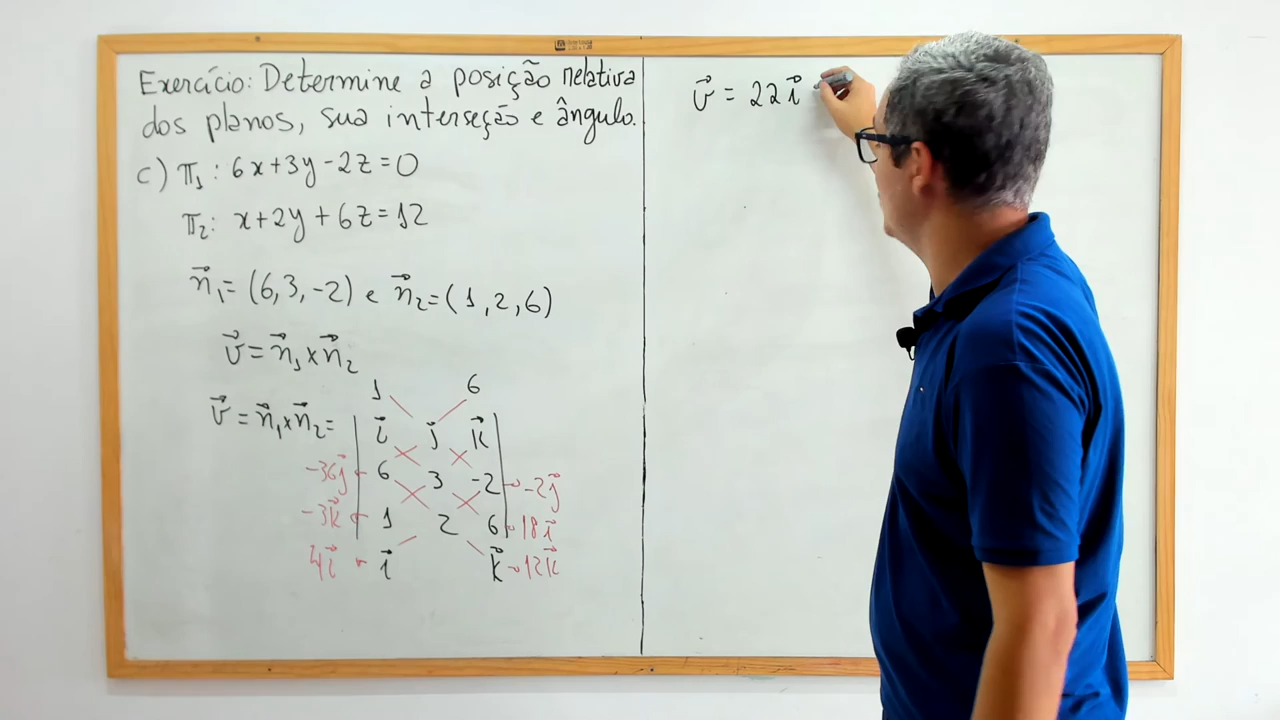 Exercício: Determine a posição relativa
dos planos, sua interseção e ângulo.
c) π₁: 6x+3y-2z=0
π₂: x+2y+6z=12
n⃗₁=(6,3,-2) e n⃗₂=(1,2,6)
v⃗=n⃗₁×n⃗₂
1 6
v⃗=n⃗₁×n⃗₂= | i⃗ j⃗ k⃗ |
-36j⃗ 6 3 -2 -2j⃗
-3k⃗ 1 2 6 18i⃗
4i⃗ i⃗ k⃗ 12k⃗
v⃗ = 22i⃗